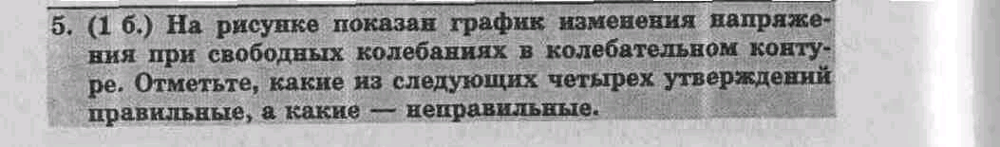 5. (1 б.) На рисунке показан график изменения напряже-
ния при свободных колебаниях в колебательном конту-
ре. Отметьте, какие из следующих четырех утверждений
правильные, а какие — неправильные.